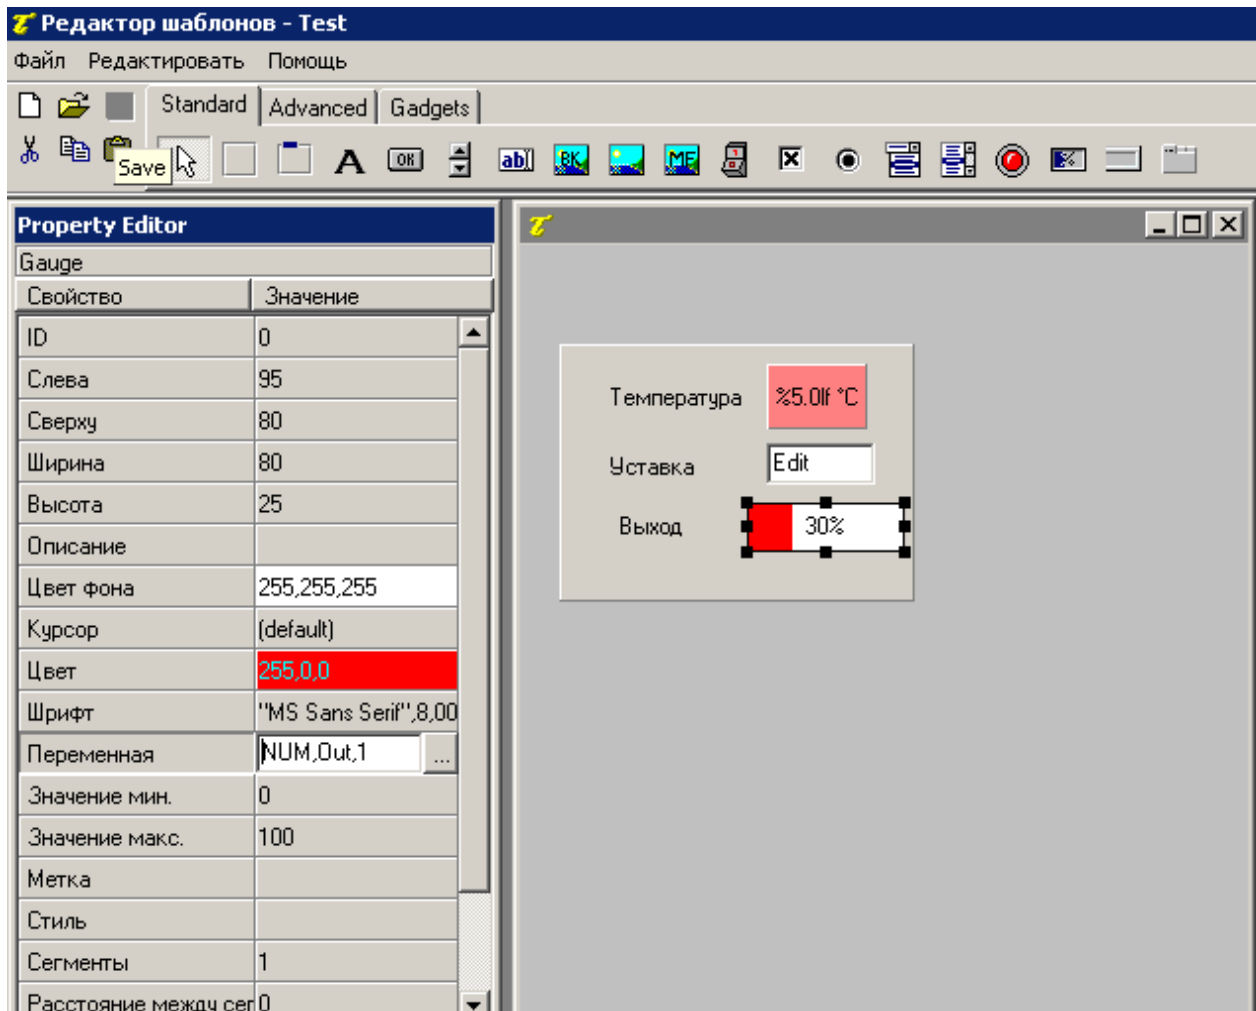 Редактор шаблонов - Test
Файл Редактировать Помощь
Standard Advanced Gadgets
Save
A OK ab BK ME %
Property Editor
Gauge
Свойство Значение
ID 0
Слева 95
Сверху 80
Ширина 80
Высота 25
Описание
Цвет фона 255,255,255
Курсор (default)
Цвет 255,0,0
Шрифт "MS Sans Serif",8,00
Переменная NUM,Out,1 ...
Значение мин. 0
Значение макс. 100
Метка
Стиль
Сегменты 1
Расстояние между сег 0
Температура %5.0lf °C
Уставка Edit
Выход 30%